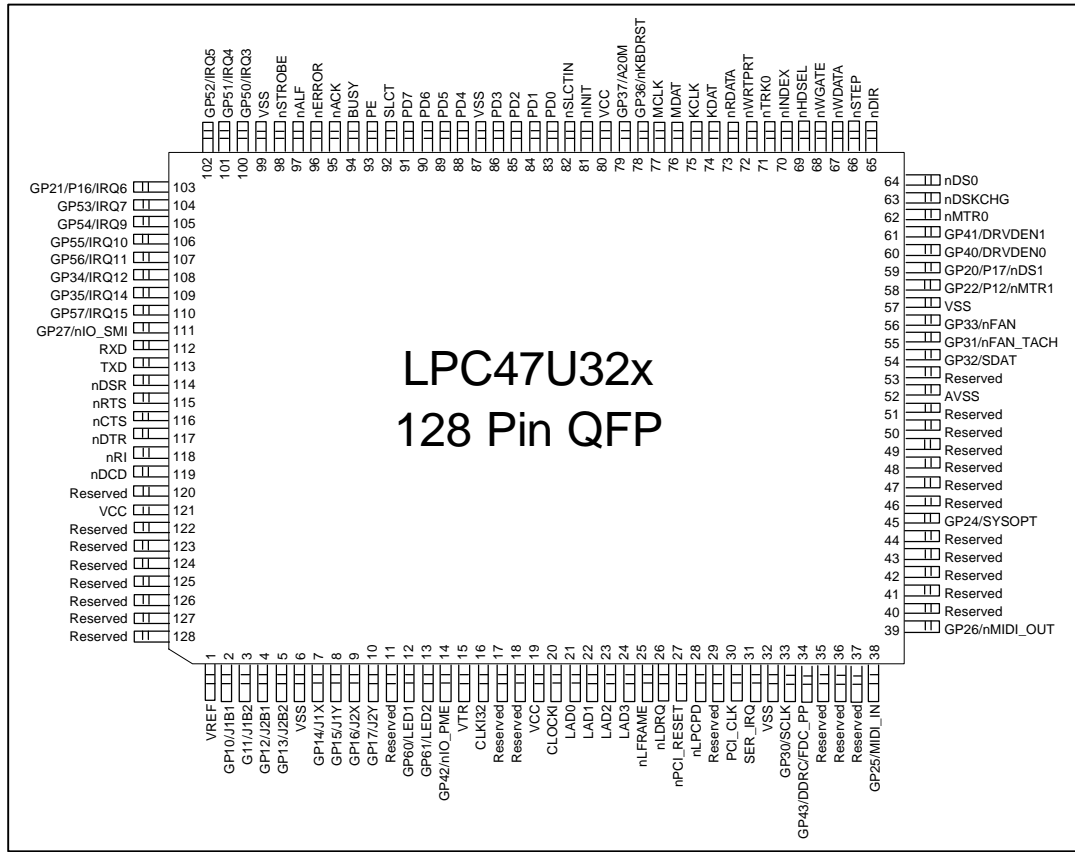 GP52/IRQ5
GP51/IRQ4
GP50/IRQ3
VSS
nSTROBE
nALF
nERROR
nACK
BUSY
PE
SLCT
PD7
PD6
PD5
PD4
VSS
PD3
PD2
PD1
PD0
nSLCTIN
nINIT
VCC
GP37/A20M
GP36/nKBDRST
MCLK
MDAT
KCLK
KDAT
nRDATA
nWRTPRT
nTRK0
nINDEX
nHDSEL
nWGATE
nWDATA
nSTEP
nDIR
102
101
100
99
98
97
96
95
94
93
92
91
90
89
88
87
86
85
84
83
82
81
80
79
78
77
76
75
74
73
72
71
70
69
68
67
66
65
GP21/P16/IRQ6 103
GP53/IRQ7 104
GP54/IRQ9 105
GP55/IRQ10 106
GP56/IRQ11 107
GP34/IRQ12 108
GP35/IRQ14 109
GP57/IRQ15 110
GP27/nIO_SMI 111
RXD 112
TXD 113
nDSR 114
nRTS 115
nCTS 116
nDTR 117
nRI 118
nDCD 119
Reserved 120
VCC 121
Reserved 122
Reserved 123
Reserved 124
Reserved 125
Reserved 126
Reserved 127
Reserved 128
LPC47U32x
128 Pin QFP
64 nDS0
63 nDSKCHG
62 nMTR0
61 GP41/DRVDEN1
60 GP40/DRVDEN0
59 GP20/P17/nDS1
58 GP22/P12/nMTR1
57 VSS
56 GP33/nFAN
55 GP31/nFAN_TACH
54 GP32/SDAT
53 Reserved
52 AVSS
51 Reserved
50 Reserved
49 Reserved
48 Reserved
47 Reserved
46 Reserved
45 GP24/SYSOPT
44 Reserved
43 Reserved
42 Reserved
41 Reserved
40 Reserved
39 GP26/nMIDI_OUT
1
2
3
4
5
6
7
8
9
10
11
12
13
14
15
16
17
18
19
20
21
22
23
24
25
26
27
28
29
30
31
32
33
34
35
36
37
38
VREF
GP10/J1B1
G11/J1B2
GP12/J2B1
GP13/J2B2
VSS
GP14/J1X
GP15/J1Y
GP16/J2X
GP17/J2Y
Reserved
GP60/LED1
GP61/LED2
GP42/nIO_PME
VTR
CLKI32
Reserved
Reserved
VCC
CLOCKI
LAD0
LAD1
LAD2
LAD3
nLFRAME
nLDRQ
nPCI_RESET
nLPCPD
Reserved
PCI_CLK
SER_IRQ
VSS
GP30/SCLK
GP43/DDRC/FDC_PP
Reserved
Reserved
Reserved
GP25/MIDI_IN